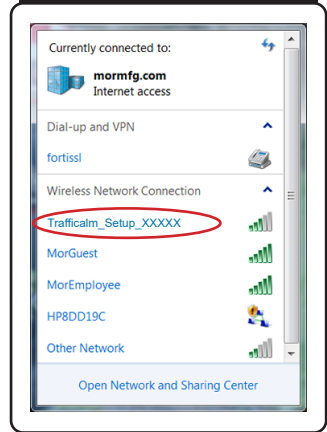 Currently connected to:
mormfg.com
Internet access
Dial-up and VPN
fortissl
Wireless Network Connection
Trafficalm_Setup_XXXXX
MorGuest
MorEmployee
HP8DD19C
Other Network
Open Network and Sharing Center